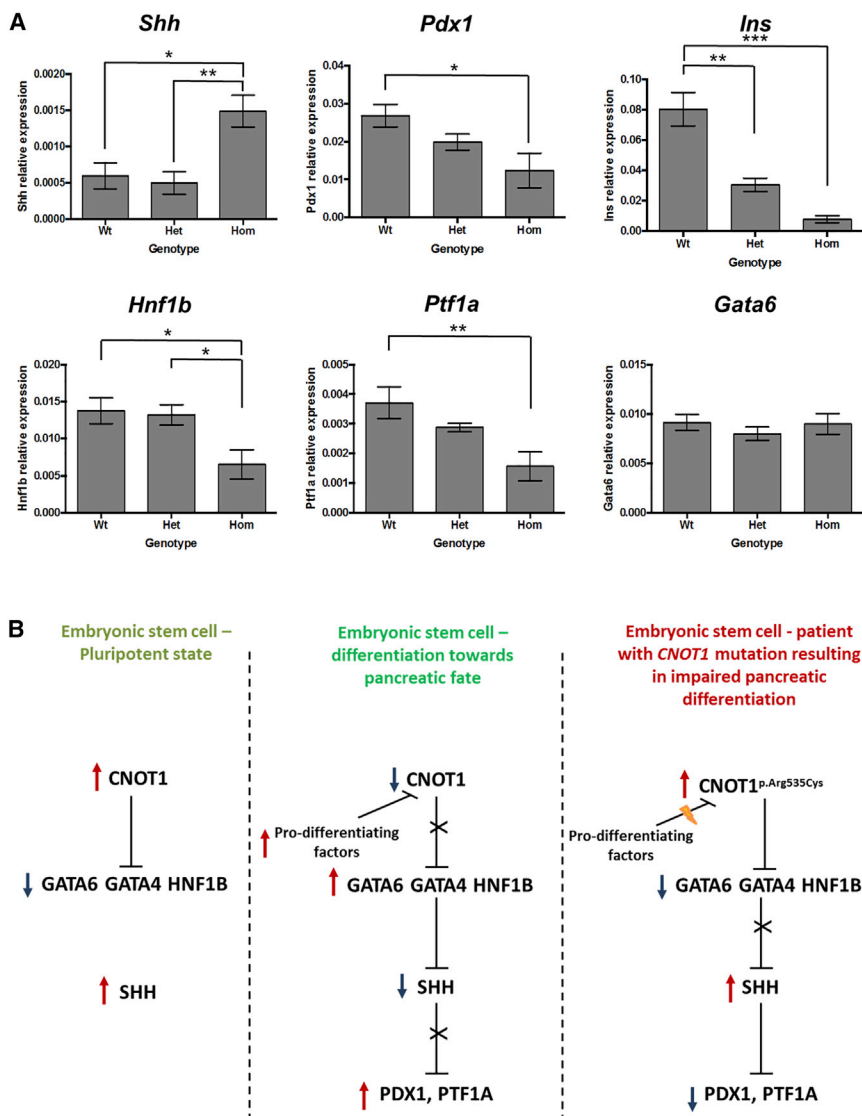 A
Shh
*
**
0.0020
0.0015
0.0010
0.0005
0.0000
Shh relative expression
Wt Het Hom
Genotype
Pdx1
*
0.04
0.03
0.02
0.01
0.00
Pdx1 relative expression
Wt Het Hom
Genotype
Ins
***
**
0.10
0.08
0.06
0.04
0.02
0.00
Ins relative expression
Wt Het Hom
Genotype
Hnf1b
*
*
0.020
0.015
0.010
0.005
0.000
Hnf1b relative expression
Wt Het Hom
Genotype
Ptf1a
**
0.005
0.004
0.003
0.002
0.001
0.000
Ptf1a relative expression
Wt Het Hom
Genotype
Gata6
0.015
0.010
0.005
0.000
Gata6 relative expression
Wt Het Hom
Genotype
B
Embryonic stem cell –
Pluripotent state
CNOT1
GATA6 GATA4 HNF1B
SHH
Embryonic stem cell –
differentiation towards
pancreatic fate
CNOT1
Pro-differentiating
factors
GATA6 GATA4 HNF1B
SHH
PDX1, PTF1A
Embryonic stem cell - patient
with CNOT1 mutation resulting
in impaired pancreatic
differentiation
CNOT1p.Arg535Cys
Pro-differentiating
factors
GATA6 GATA4 HNF1B
SHH
PDX1, PTF1A